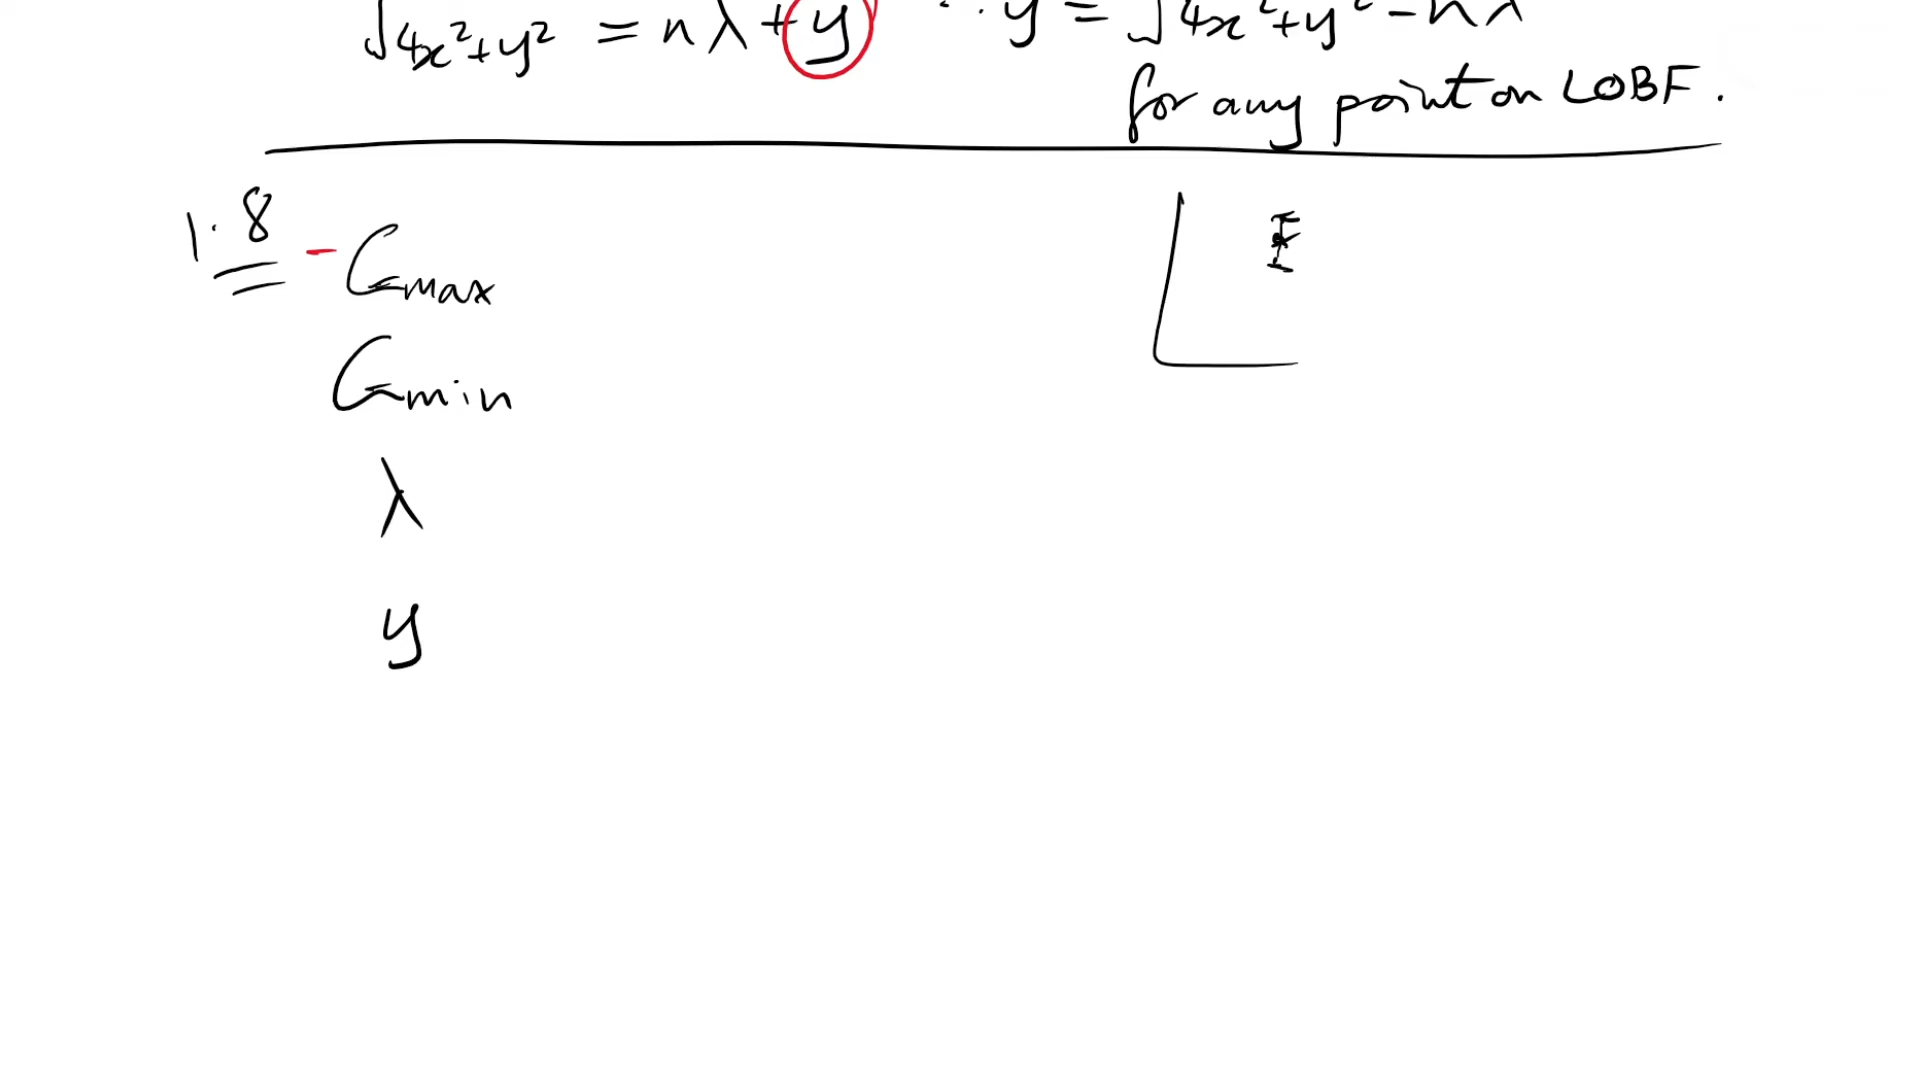 √4x²+y² = nλ + y ∴ y = √4x²+y² - nλ
for any point on LOBF.
1.8 - Gmax
Gmin
λ
y